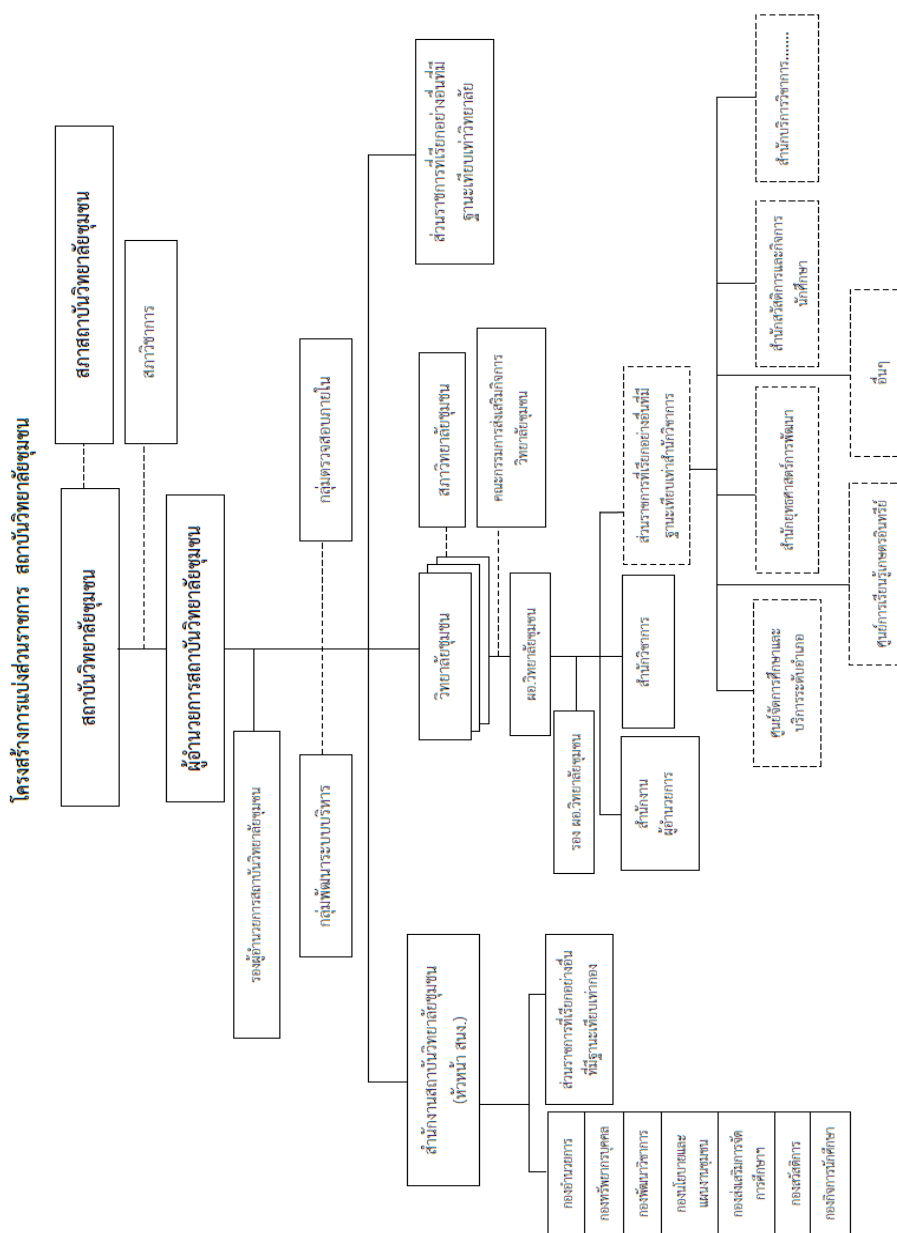 โครงสร้างการแบ่งส่วนราชการ สถาบันวิทยาลัยชุมชน
สถาบันวิทยาลัยชุมชน
สภาสถาบันวิทยาลัยชุมชน
สภาวิชาการ
ผู้อำนวยการสถาบันวิทยาลัยชุมชน
รองผู้อำนวยการสถาบันวิทยาลัยชุมชน
กลุ่มพัฒนาระบบบริหาร
กลุ่มตรวจสอบภายใน
สำนักงานสถาบันวิทยาลัยชุมชน
(หัวหน้า สนง.)
วิทยาลัยชุมชน
สภาวิทยาลัยชุมชน
ส่วนราชการที่เรียกอย่างอื่นที่มี
ฐานะเทียบเท่าวิทยาลัย
คณะกรรมการส่งเสริมกิจการ
วิทยาลัยชุมชน
ผอ.วิทยาลัยชุมชน
รอง ผอ.วิทยาลัยชุมชน
กองอำนวยการ
กองทรัพยากรบุคคล
กองพัฒนาวิชาการ
กองนโยบายและ
แผนงานชุมชน
กองส่งเสริมการจัด
การศึกษาฯ
กองสวัสดิการ
กองกิจการนักศึกษา
ส่วนราชการที่เรียกอย่างอื่น
ที่มีฐานะเทียบเท่ากอง
สำนักงาน
ผู้อำนวยการ
สำนักวิชาการ
ส่วนราชการที่เรียกอย่างอื่นที่มี
ฐานะเทียบเท่าสำนักวิชาการ
ศูนย์จัดการศึกษาและ
บริการระดับอำเภอ
สำนักยุทธศาสตร์การพัฒนา
สำนักสวัสดิการและกิจการ
นักศึกษา
สำนักบริการวิชาการ.......
ศูนย์การเรียนรู้เกษตรอินทรีย์
อื่นๆ